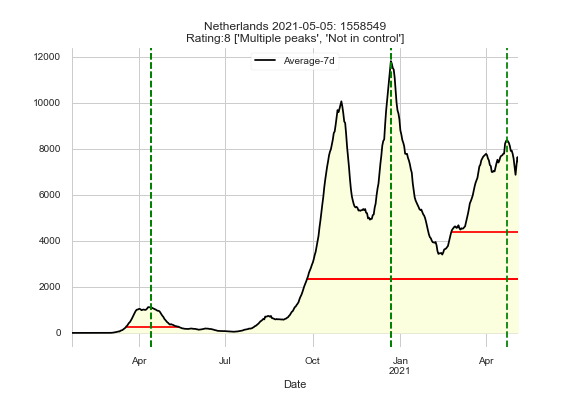 Netherlands 2021-05-05: 1558549
Rating:8 ['Multiple peaks', 'Not in control']
Average-7d
12000
10000
8000
6000
4000
2000
0
Apr Jul Oct Jan Apr
2021
Date